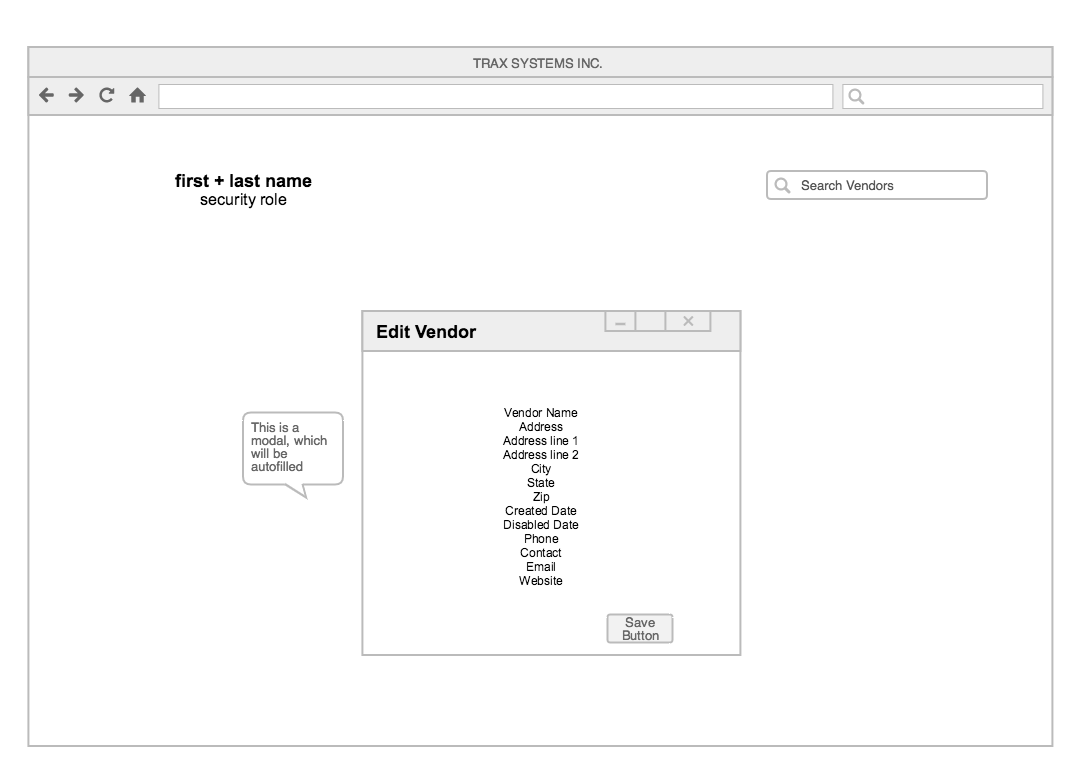 TRAX SYSTEMS INC.
first + last name
security role
Search Vendors
Edit Vendor
This is a
modal, which
will be
autofilled
Vendor Name
Address
Address line 1
Address line 2
City
State
Zip
Created Date
Disabled Date
Phone
Contact
Email
Website
Save
Button